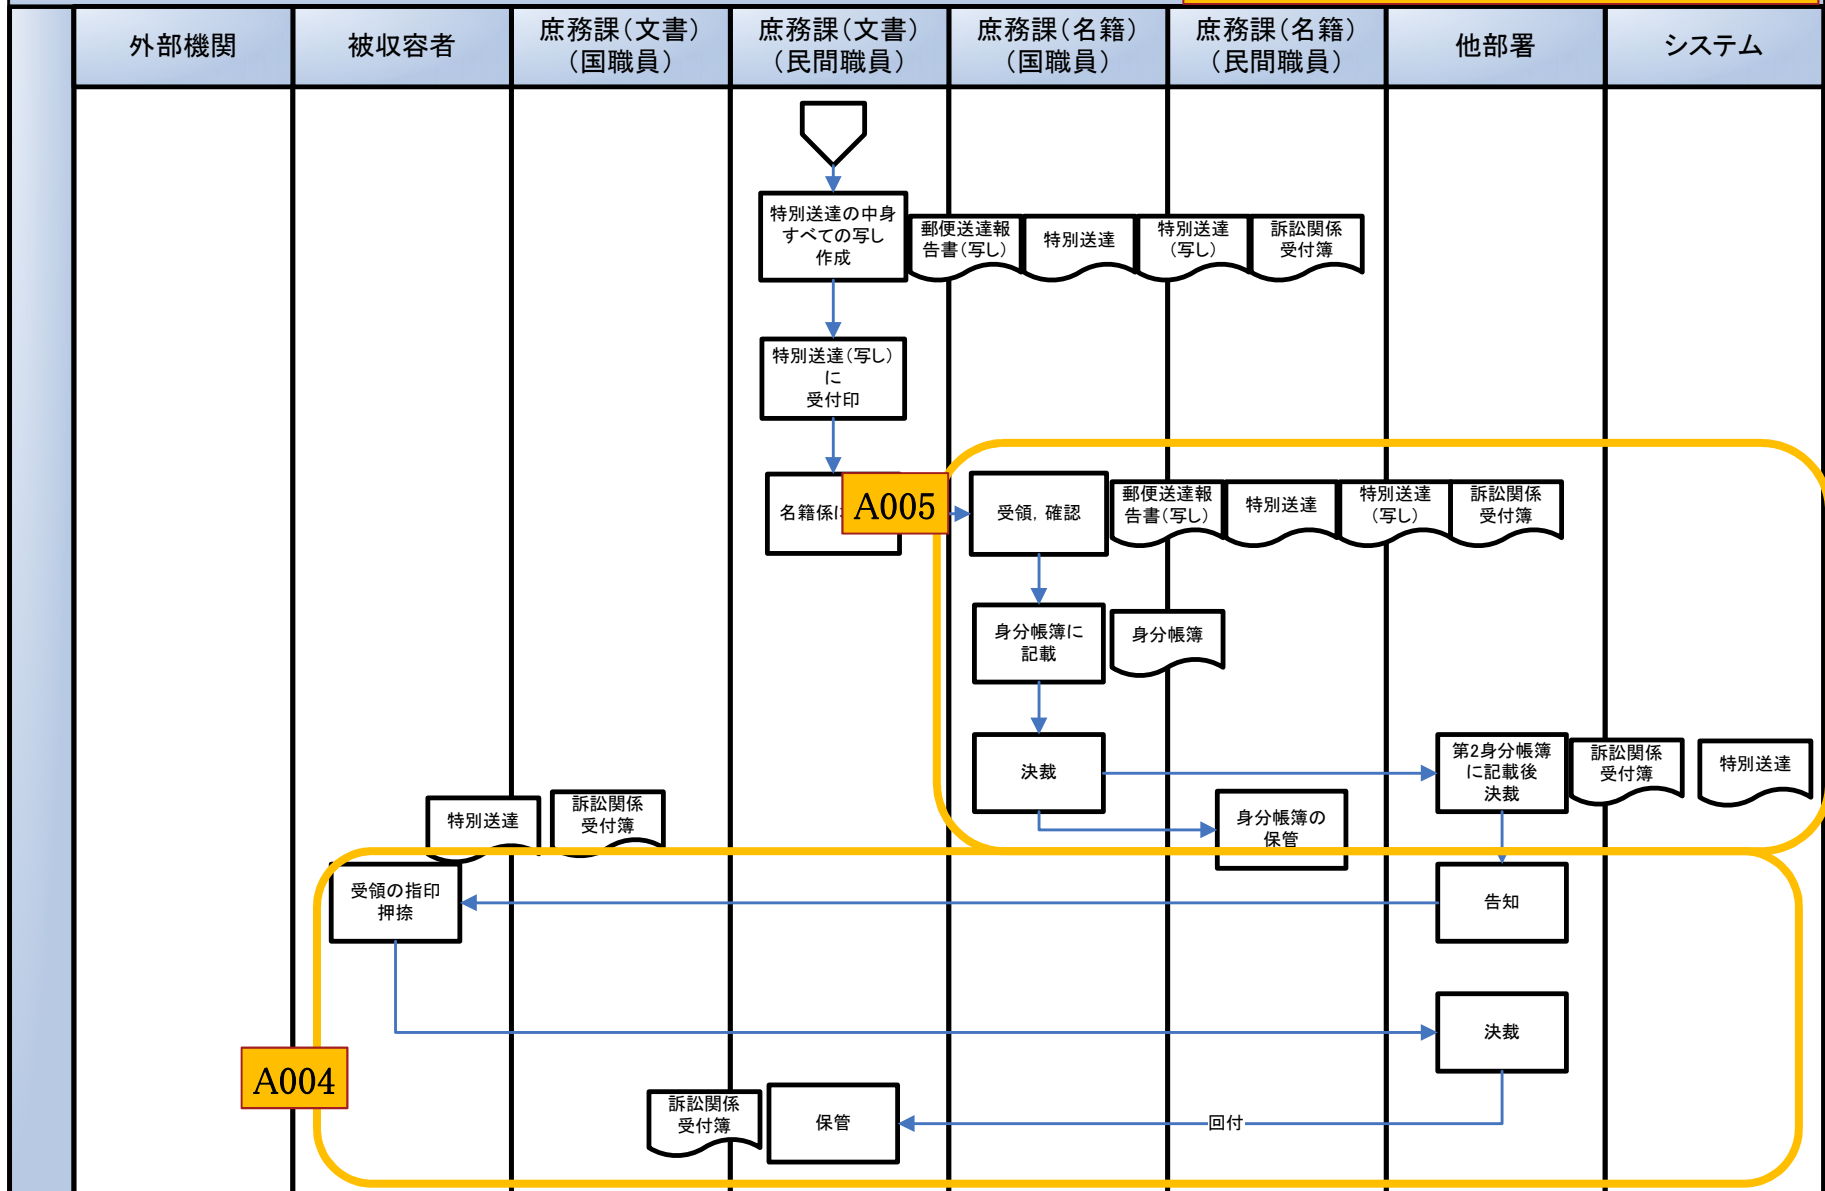 外部機関
被収容者
庶務課(文書)
(国職員)
庶務課(文書)
(民間職員)
庶務課(名籍)
(国職員)
庶務課(名籍)
(民間職員)
他部署
システム
特別送達の中身
すべての写し
作成
郵便送達報
告書(写し)
特別送達
特別送達
(写し)
訴訟関係
受付簿
特別送達(写し)
に
受付印
名籍係
A005
受領，確認
郵便送達報
告書(写し)
特別送達
特別送達
(写し)
訴訟関係
受付簿
身分帳簿に
記載
身分帳簿
決裁
第2身分帳簿
に記載後
決裁
訴訟関係
受付簿
特別送達
特別送達
訴訟関係
受付簿
身分帳簿の
保管
受領の指印
押捺
告知
決裁
A004
訴訟関係
受付簿
保管
回付